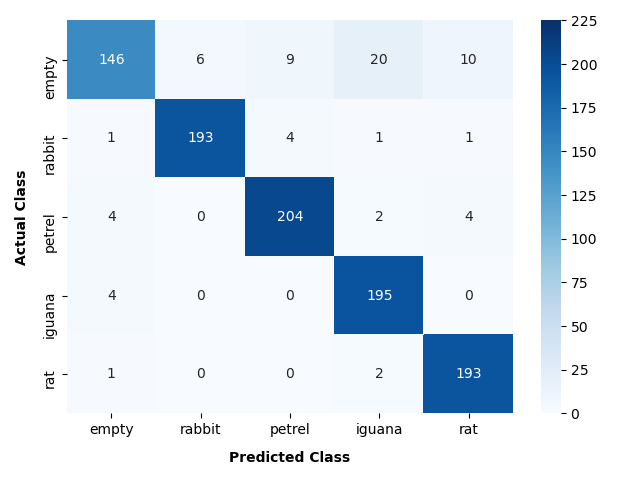 empty 146 6 9 20 10
rabbit 1 193 4 1 1
petrel 4 0 204 2 4
iguana 4 0 0 195 0
rat 1 0 0 2 193
empty rabbit petrel iguana rat
Predicted Class
Actual Class
225
200
175
150
125
100
75
50
25
0